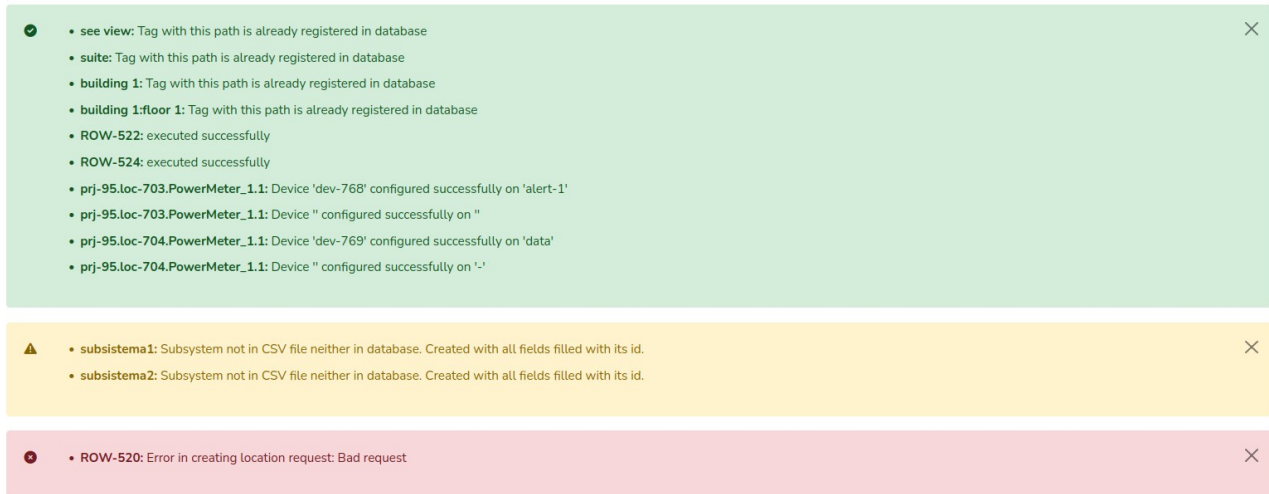 • see view: Tag with this path is already registered in database
• suite: Tag with this path is already registered in database
• building 1: Tag with this path is already registered in database
• building 1:floor 1: Tag with this path is already registered in database
• ROW-522: executed successfully
• ROW-524: executed successfully
• prj-95.loc-703.PowerMeter_1.1: Device 'dev-768' configured successfully on 'alert-1'
• prj-95.loc-703.PowerMeter_1.1: Device '' configured successfully on ''
• prj-95.loc-704.PowerMeter_1.1: Device 'dev-769' configured successfully on 'data'
• prj-95.loc-704.PowerMeter_1.1: Device '' configured successfully on '-'
• subsistema1: Subsystem not in CSV file neither in database. Created with all fields filled with its id.
• subsistema2: Subsystem not in CSV file neither in database. Created with all fields filled with its id.
• ROW-520: Error in creating location request: Bad request